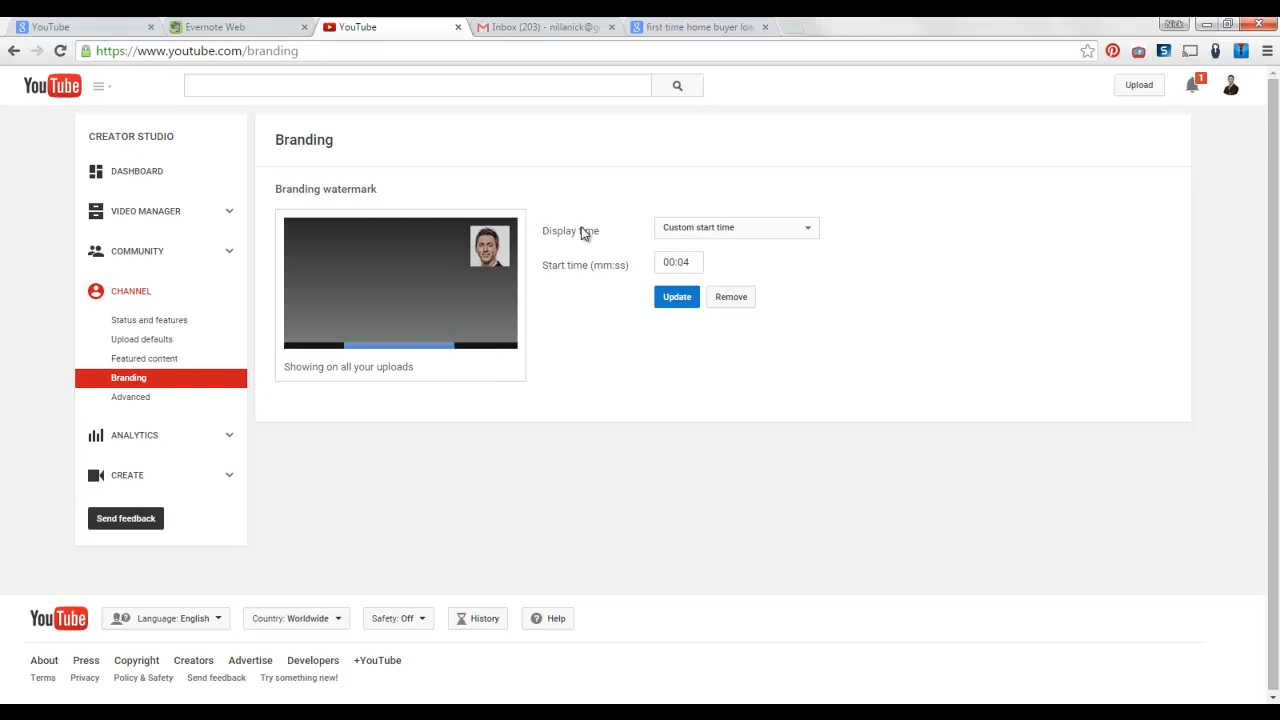 YouTube
Evernote Web
YouTube
Inbox (203) - nillanick@g
first time home buyer loa
Nick
https://www.youtube.com/branding
YouTube
Upload
1
CREATOR STUDIO
DASHBOARD
VIDEO MANAGER
COMMUNITY
CHANNEL
Status and features
Upload defaults
Featured content
Branding
Advanced
ANALYTICS
CREATE
Send feedback
Branding
Branding watermark
Showing on all your uploads
Display time
Custom start time
Start time (mm:ss)
00:04
Update
Remove
YouTube
Language: English
Country: Worldwide
Safety: Off
History
Help
About
Press
Copyright
Creators
Advertise
Developers
+YouTube
Terms
Privacy
Policy & Safety
Send feedback
Try something new!